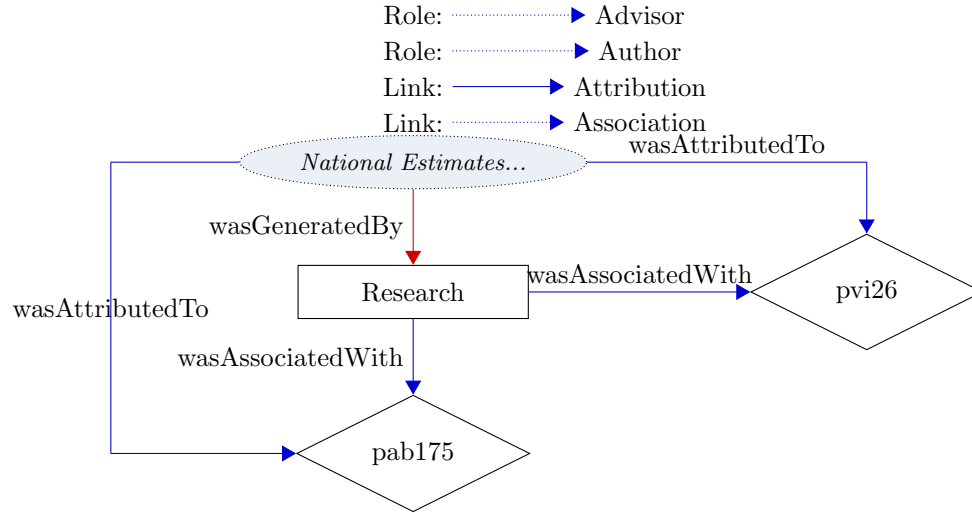 Role: Advisor
Role: Author
Link: Attribution
Link: Association
wasAttributedTo
National Estimates...
wasGeneratedBy
wasAssociatedWith
Research
pvi26
wasAttributedTo
wasAssociatedWith
pab175